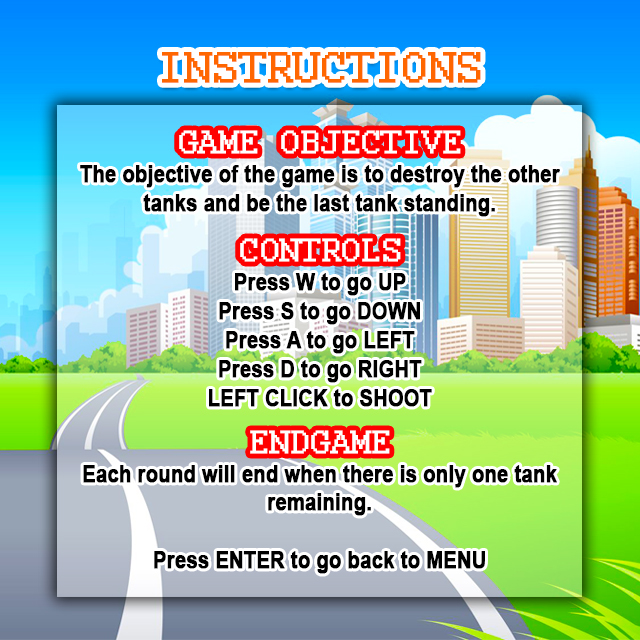 INSTRUCTIONS
GAME OBJECTIVE
The objective of the game is to destroy the other
tanks and be the last tank standing.
CONTROLS
Press W to go UP
Press S to go DOWN
Press A to go LEFT
Press D to go RIGHT
LEFT CLICK to SHOOT
ENDGAME
Each round will end when there is only one tank
remaining.
Press ENTER to go back to MENU